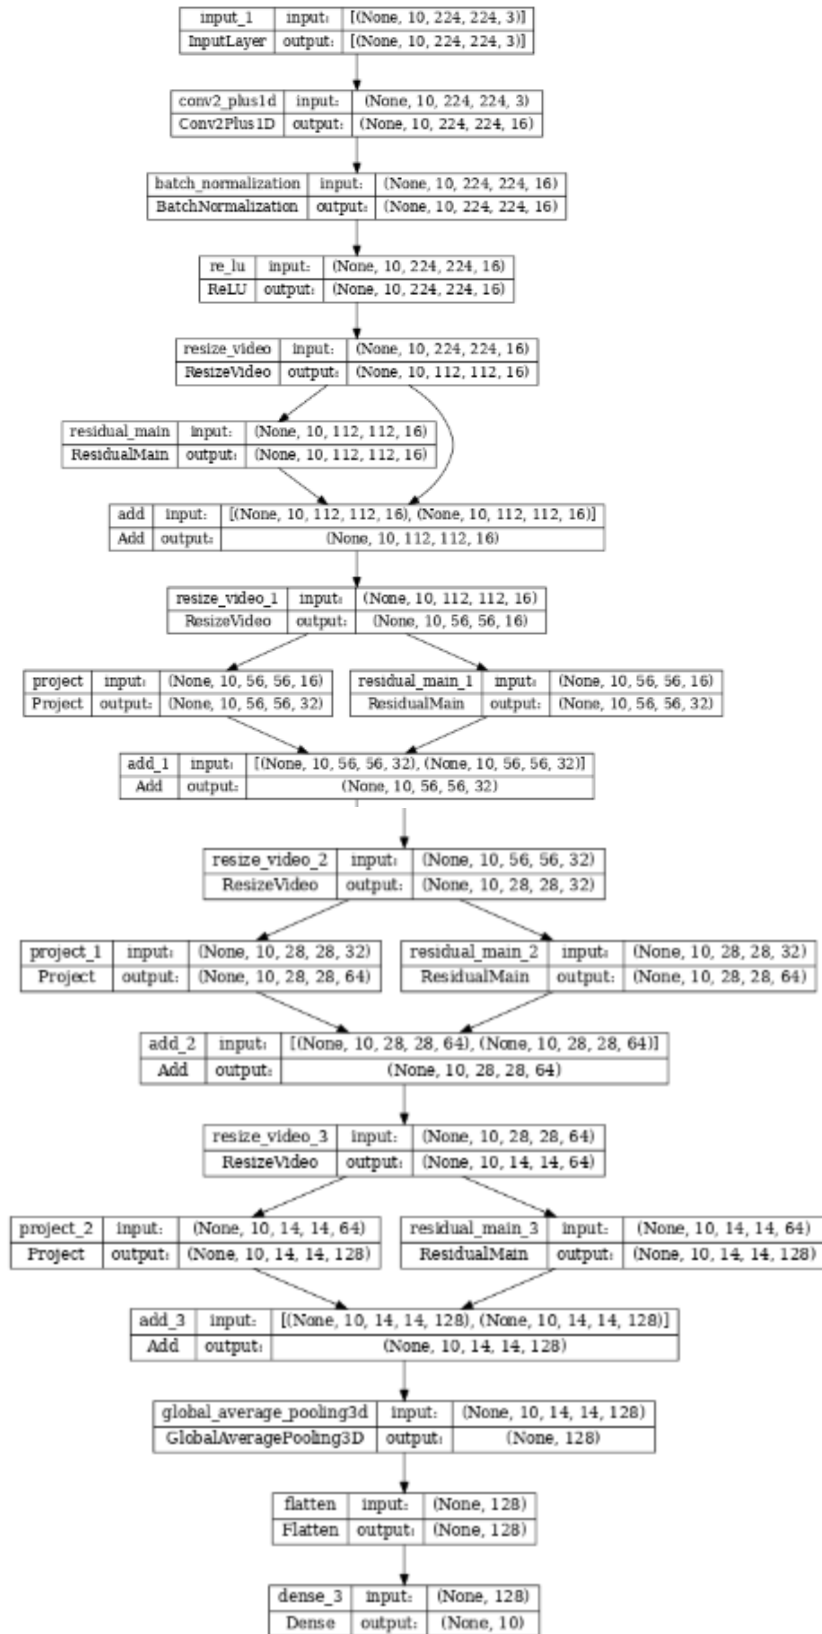 input_1 input: [(None, 10, 224, 224, 3)]
InputLayer output: [(None, 10, 224, 224, 3)]
conv2_plus1d input: (None, 10, 224, 224, 3)
Conv2Plus1D output: (None, 10, 224, 224, 16)
batch_normalization input: (None, 10, 224, 224, 16)
BatchNormalization output: (None, 10, 224, 224, 16)
re_lu input: (None, 10, 224, 224, 16)
ReLU output: (None, 10, 224, 224, 16)
resize_video input: (None, 10, 224, 224, 16)
ResizeVideo output: (None, 10, 112, 112, 16)
residual_main input: (None, 10, 112, 112, 16)
ResidualMain output: (None, 10, 112, 112, 16)
add input: [(None, 10, 112, 112, 16), (None, 10, 112, 112, 16)]
Add output: (None, 10, 112, 112, 16)
resize_video_1 input: (None, 10, 112, 112, 16)
ResizeVideo output: (None, 10, 56, 56, 16)
project input: (None, 10, 56, 56, 16)
Project output: (None, 10, 56, 56, 32)
residual_main_1 input: (None, 10, 56, 56, 16)
ResidualMain output: (None, 10, 56, 56, 32)
add_1 input: [(None, 10, 56, 56, 32), (None, 10, 56, 56, 32)]
Add output: (None, 10, 56, 56, 32)
resize_video_2 input: (None, 10, 56, 56, 32)
ResizeVideo output: (None, 10, 28, 28, 32)
project_1 input: (None, 10, 28, 28, 32)
Project output: (None, 10, 28, 28, 64)
residual_main_2 input: (None, 10, 28, 28, 32)
ResidualMain output: (None, 10, 28, 28, 64)
add_2 input: [(None, 10, 28, 28, 64), (None, 10, 28, 28, 64)]
Add output: (None, 10, 28, 28, 64)
resize_video_3 input: (None, 10, 28, 28, 64)
ResizeVideo output: (None, 10, 14, 14, 64)
project_2 input: (None, 10, 14, 14, 64)
Project output: (None, 10, 14, 14, 128)
residual_main_3 input: (None, 10, 14, 14, 64)
ResidualMain output: (None, 10, 14, 14, 128)
add_3 input: [(None, 10, 14, 14, 128), (None, 10, 14, 14, 128)]
Add output: (None, 10, 14, 14, 128)
global_average_pooling3d input: (None, 10, 14, 14, 128)
GlobalAveragePooling3D output: (None, 128)
flatten input: (None, 128)
Flatten output: (None, 128)
dense_3 input: (None, 128)
Dense output: (None, 10)